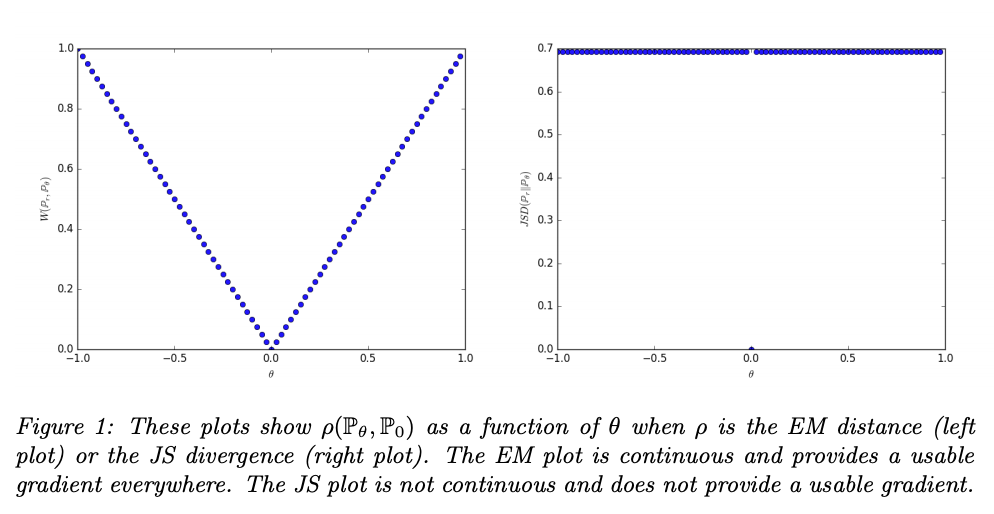 1.0
0.8
0.6
0.4
0.2
0.0
W(ℙr, ℙθ)
−1.0 −0.5 0.0 0.5 1.0
θ
0.7
0.6
0.5
0.4
0.3
0.2
0.1
0.0
JSD(ℙr‖ℙθ)
−1.0 −0.5 0.0 0.5 1.0
θ
Figure 1: These plots show ρ(ℙθ, ℙ0) as a function of θ when ρ is the EM distance (left
plot) or the JS divergence (right plot). The EM plot is continuous and provides a usable
gradient everywhere. The JS plot is not continuous and does not provide a usable gradient.